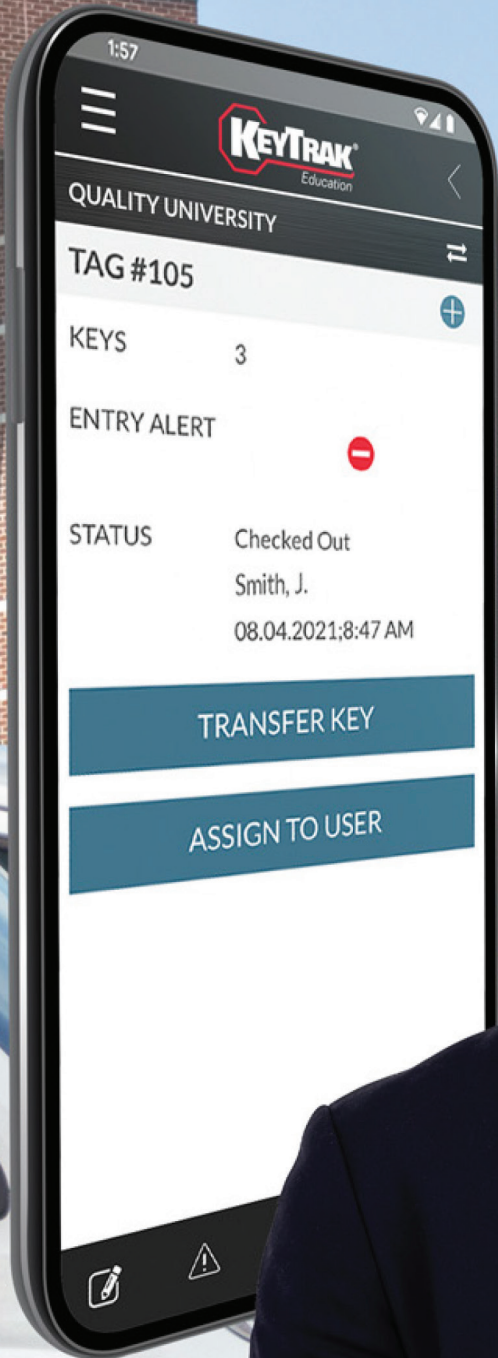 1:57
KEYTRAK®
Education
QUALITY UNIVERSITY
TAG #105
KEYS 3
ENTRY ALERT
STATUS Checked Out
Smith, J.
08.04.2021;8:47 AM
TRANSFER KEY
ASSIGN TO USER